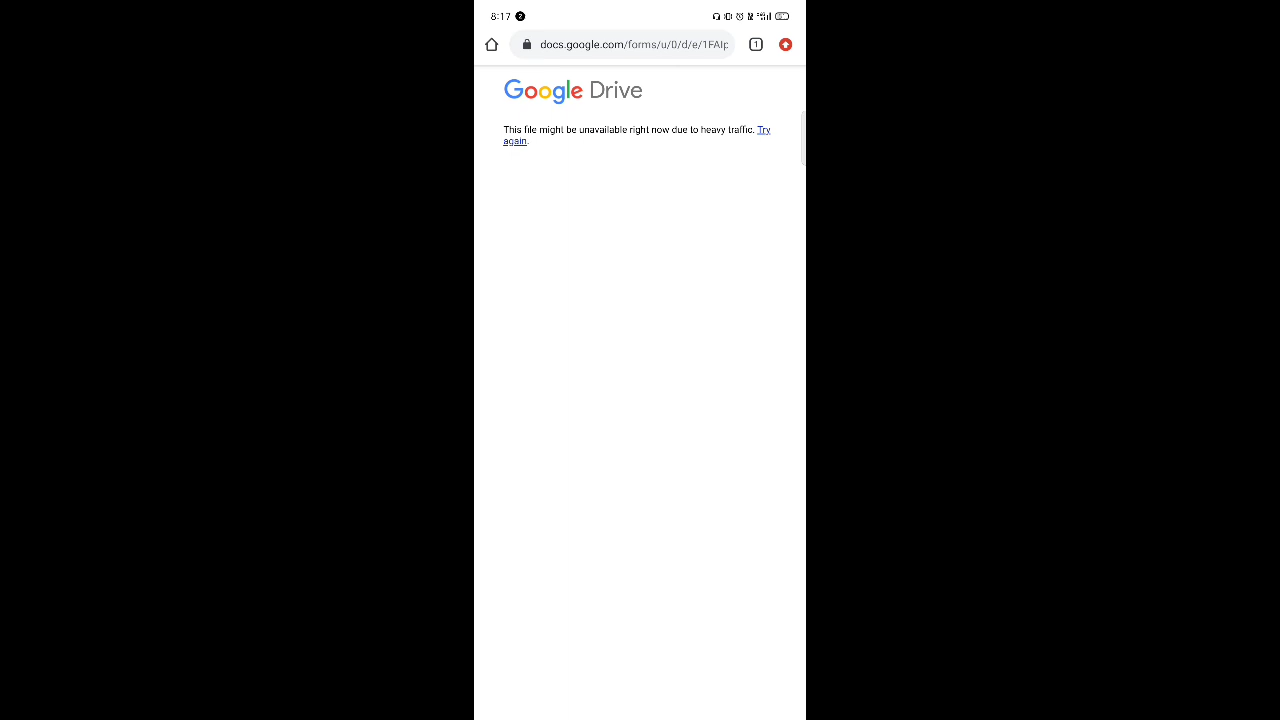 8:17 2
docs.google.com/forms/u/0/d/e/1FAIp
1
Google Drive
This file might be unavailable right now due to heavy traffic. Try
again.